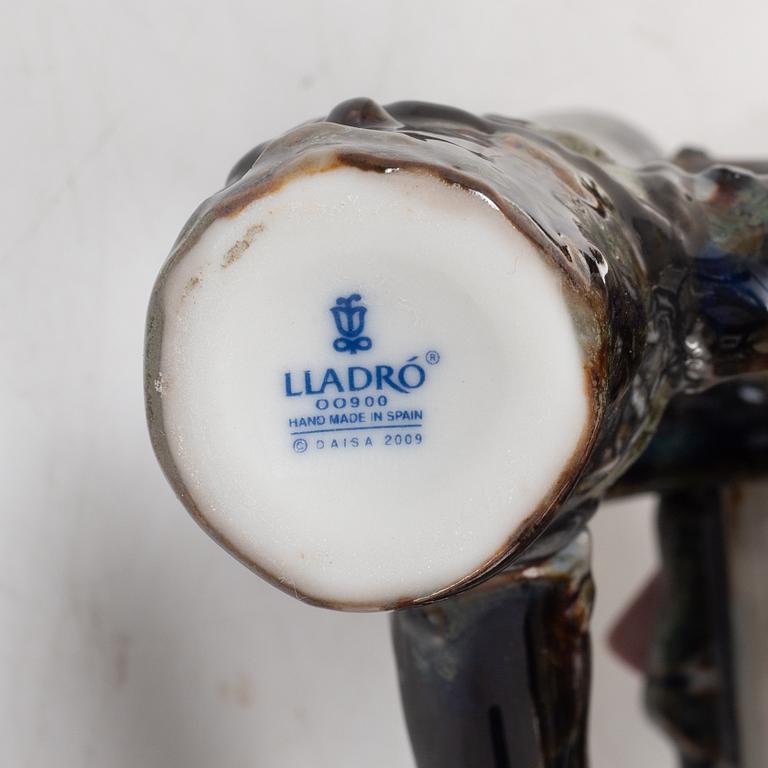 LLADRÓ®
00900
HAND MADE IN SPAIN
© DAISA 2009